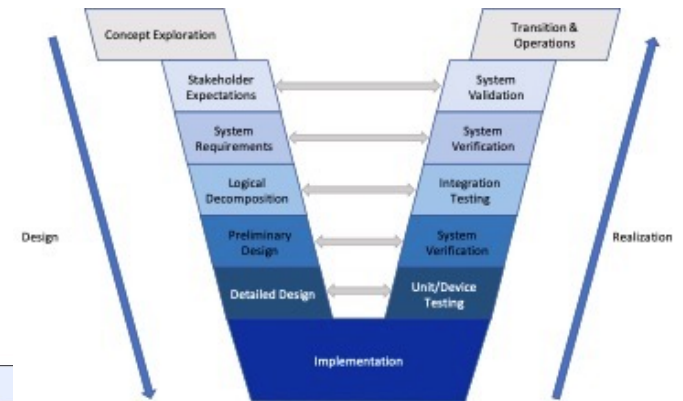 Concept Exploration
Transition &
Operations
Stakeholder
Expectations
System
Validation
System
Requirements
System
Verification
Logical
Decomposition
Integration
Testing
Design
Preliminary
Design
System
Verification
Realization
Detailed Design
Unit/Device
Testing
Implementation